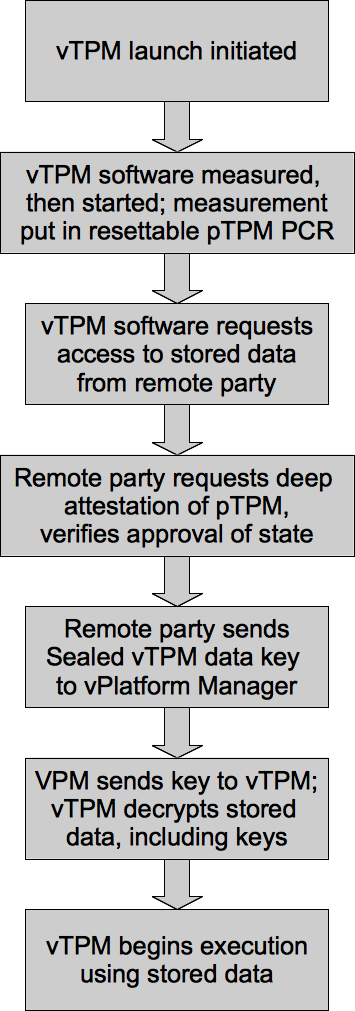 vTPM launch initiated
vTPM software measured,
then started; measurement
put in resettable pTPM PCR
vTPM software requests
access to stored data
from remote party
Remote party requests deep
attestation of pTPM,
verifies approval of state
Remote party sends
Sealed vTPM data key
to vPlatform Manager
VPM sends key to vTPM;
vTPM decrypts stored
data, including keys
vTPM begins execution
using stored data